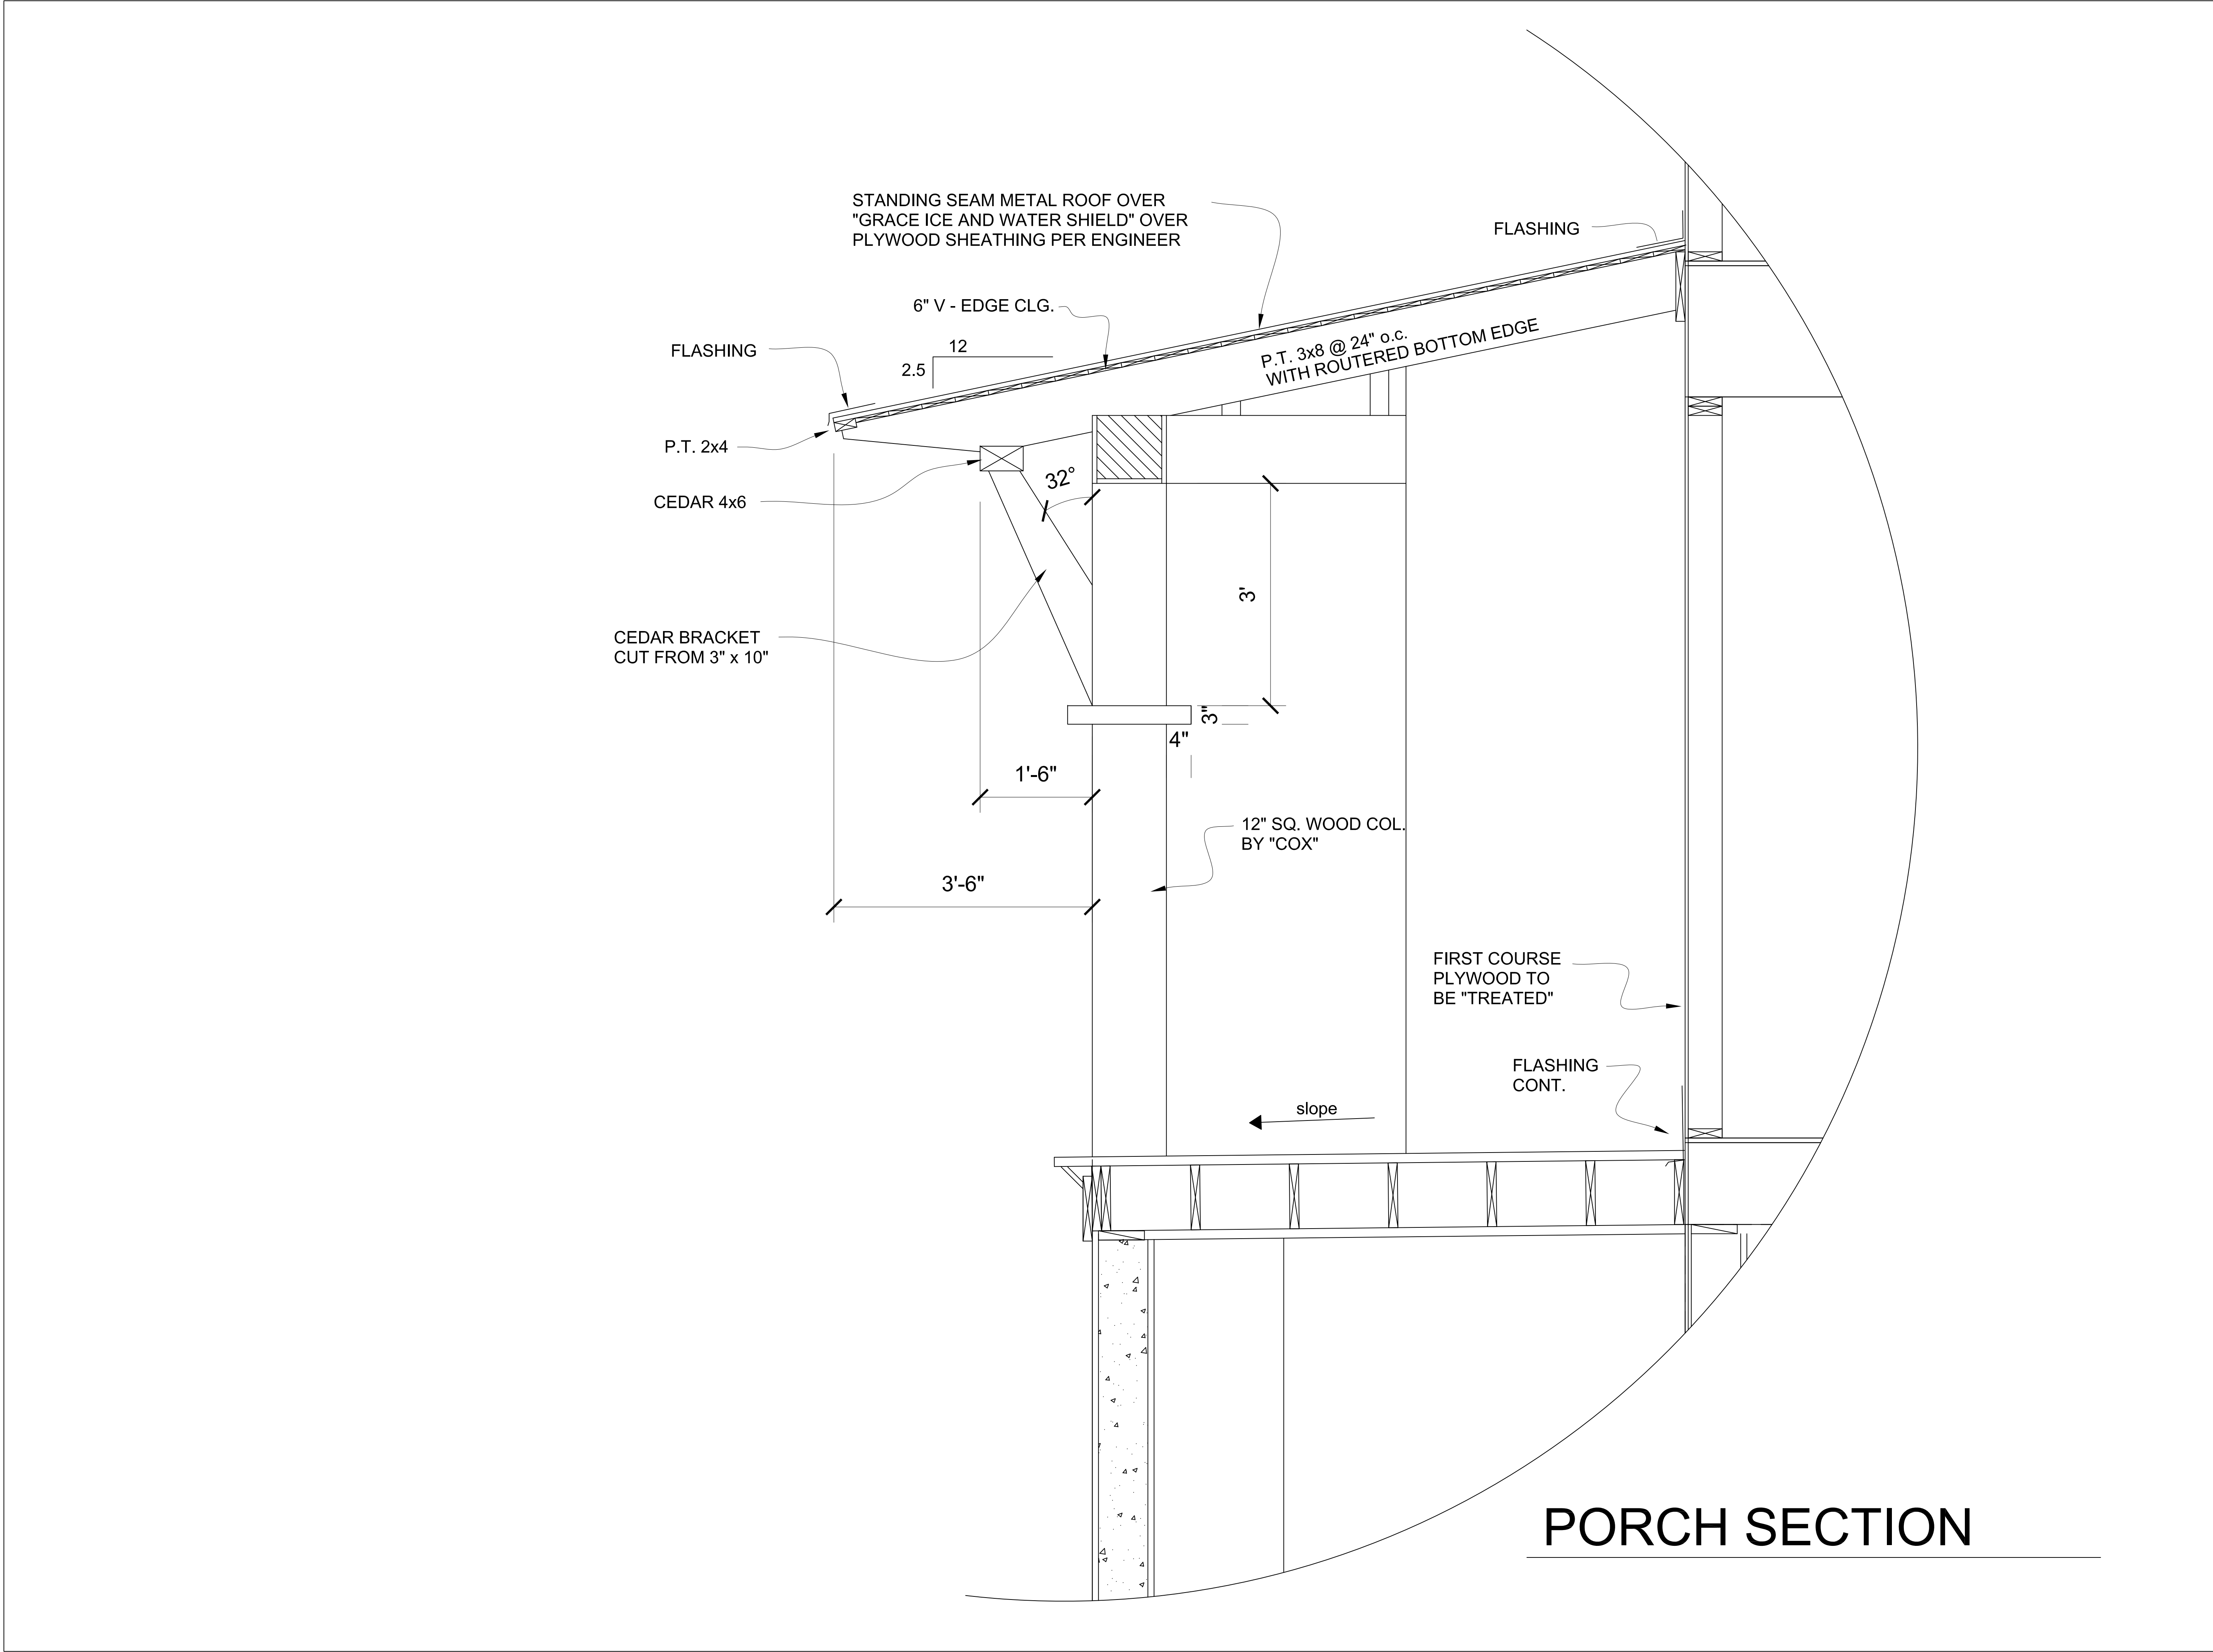 STANDING SEAM METAL ROOF OVER
"GRACE ICE AND WATER SHIELD" OVER
PLYWOOD SHEATHING PER ENGINEER
FLASHING
6" V - EDGE CLG.
FLASHING
12
2.5
P.T. 3x8 @ 24" o.c.
WITH ROUTERED BOTTOM EDGE
P.T. 2x4
CEDAR 4x6
32°
3'
CEDAR BRACKET
CUT FROM 3" x 10"
3"
4"
1'-6"
12" SQ. WOOD COL.
BY "COX"
3'-6"
FIRST COURSE
PLYWOOD TO
BE "TREATED"
FLASHING
CONT.
slope
PORCH SECTION